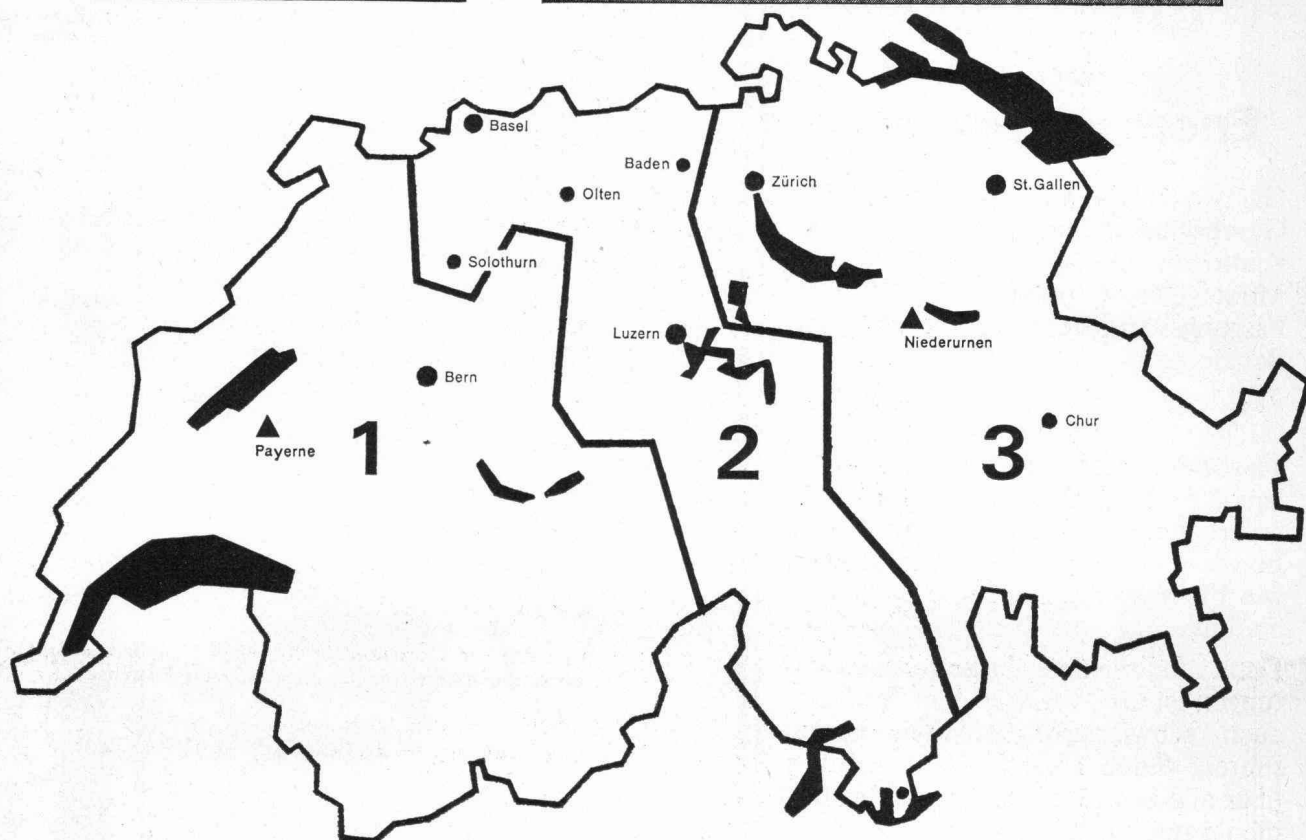 Basel
Baden
Zürich
St.Gallen
Olten
Solothurn
Luzern
Niederurnen
Bern
Chur
Payerne
1
2
3